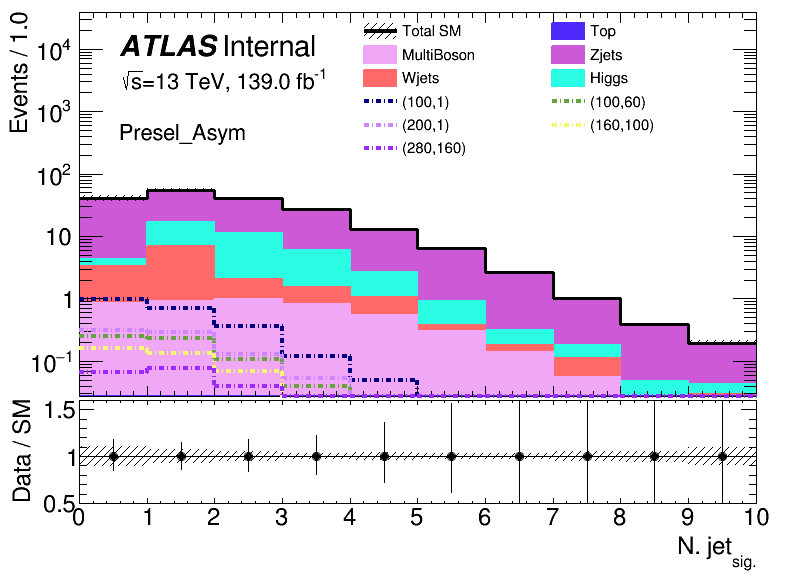 Events / 1.0
10⁴
10³
10²
10
1
10⁻¹
ATLAS Internal
√s=13 TeV, 139.0 fb⁻¹
Presel_Asym
Total SM
Top
MultiBoson
Zjets
Wjets
Higgs
(100,1)
(100,60)
(200,1)
(160,100)
(280,160)
Data / SM
1.5
1
0.5
0 1 2 3 4 5 6 7 8 9 10
N. jet sig.